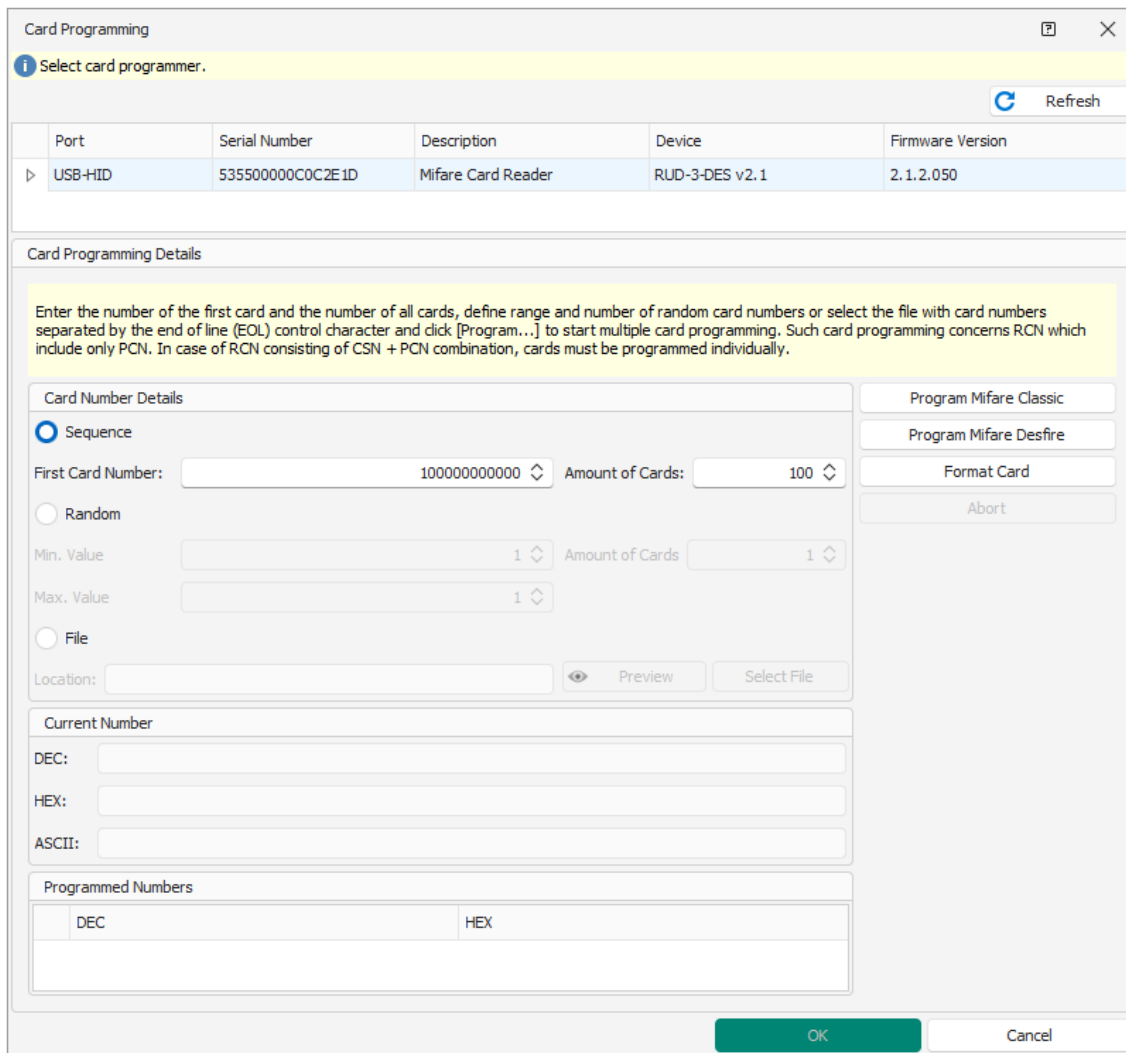 Card Programming
Select card programmer.
Refresh
Port Serial Number Description Device Firmware Version
USB-HID 535500000C0C2E1D Mifare Card Reader RUD-3-DES v2.1 2.1.2.050
Card Programming Details
Enter the number of the first card and the number of all cards, define range and number of random card numbers or select the file with card numbers
separated by the end of line (EOL) control character and click [Program...] to start multiple card programming. Such card programming concerns RCN which
include only PCN. In case of RCN consisting of CSN + PCN combination, cards must be programmed individually.
Card Number Details
Program Mifare Classic
Sequence
Program Mifare Desfire
First Card Number: 100000000000 Amount of Cards: 100
Format Card
Random
Abort
Min. Value 1 Amount of Cards 1
Max. Value 1
File
Location: Preview Select File
Current Number
DEC:
HEX:
ASCII:
Programmed Numbers
DEC HEX
OK Cancel